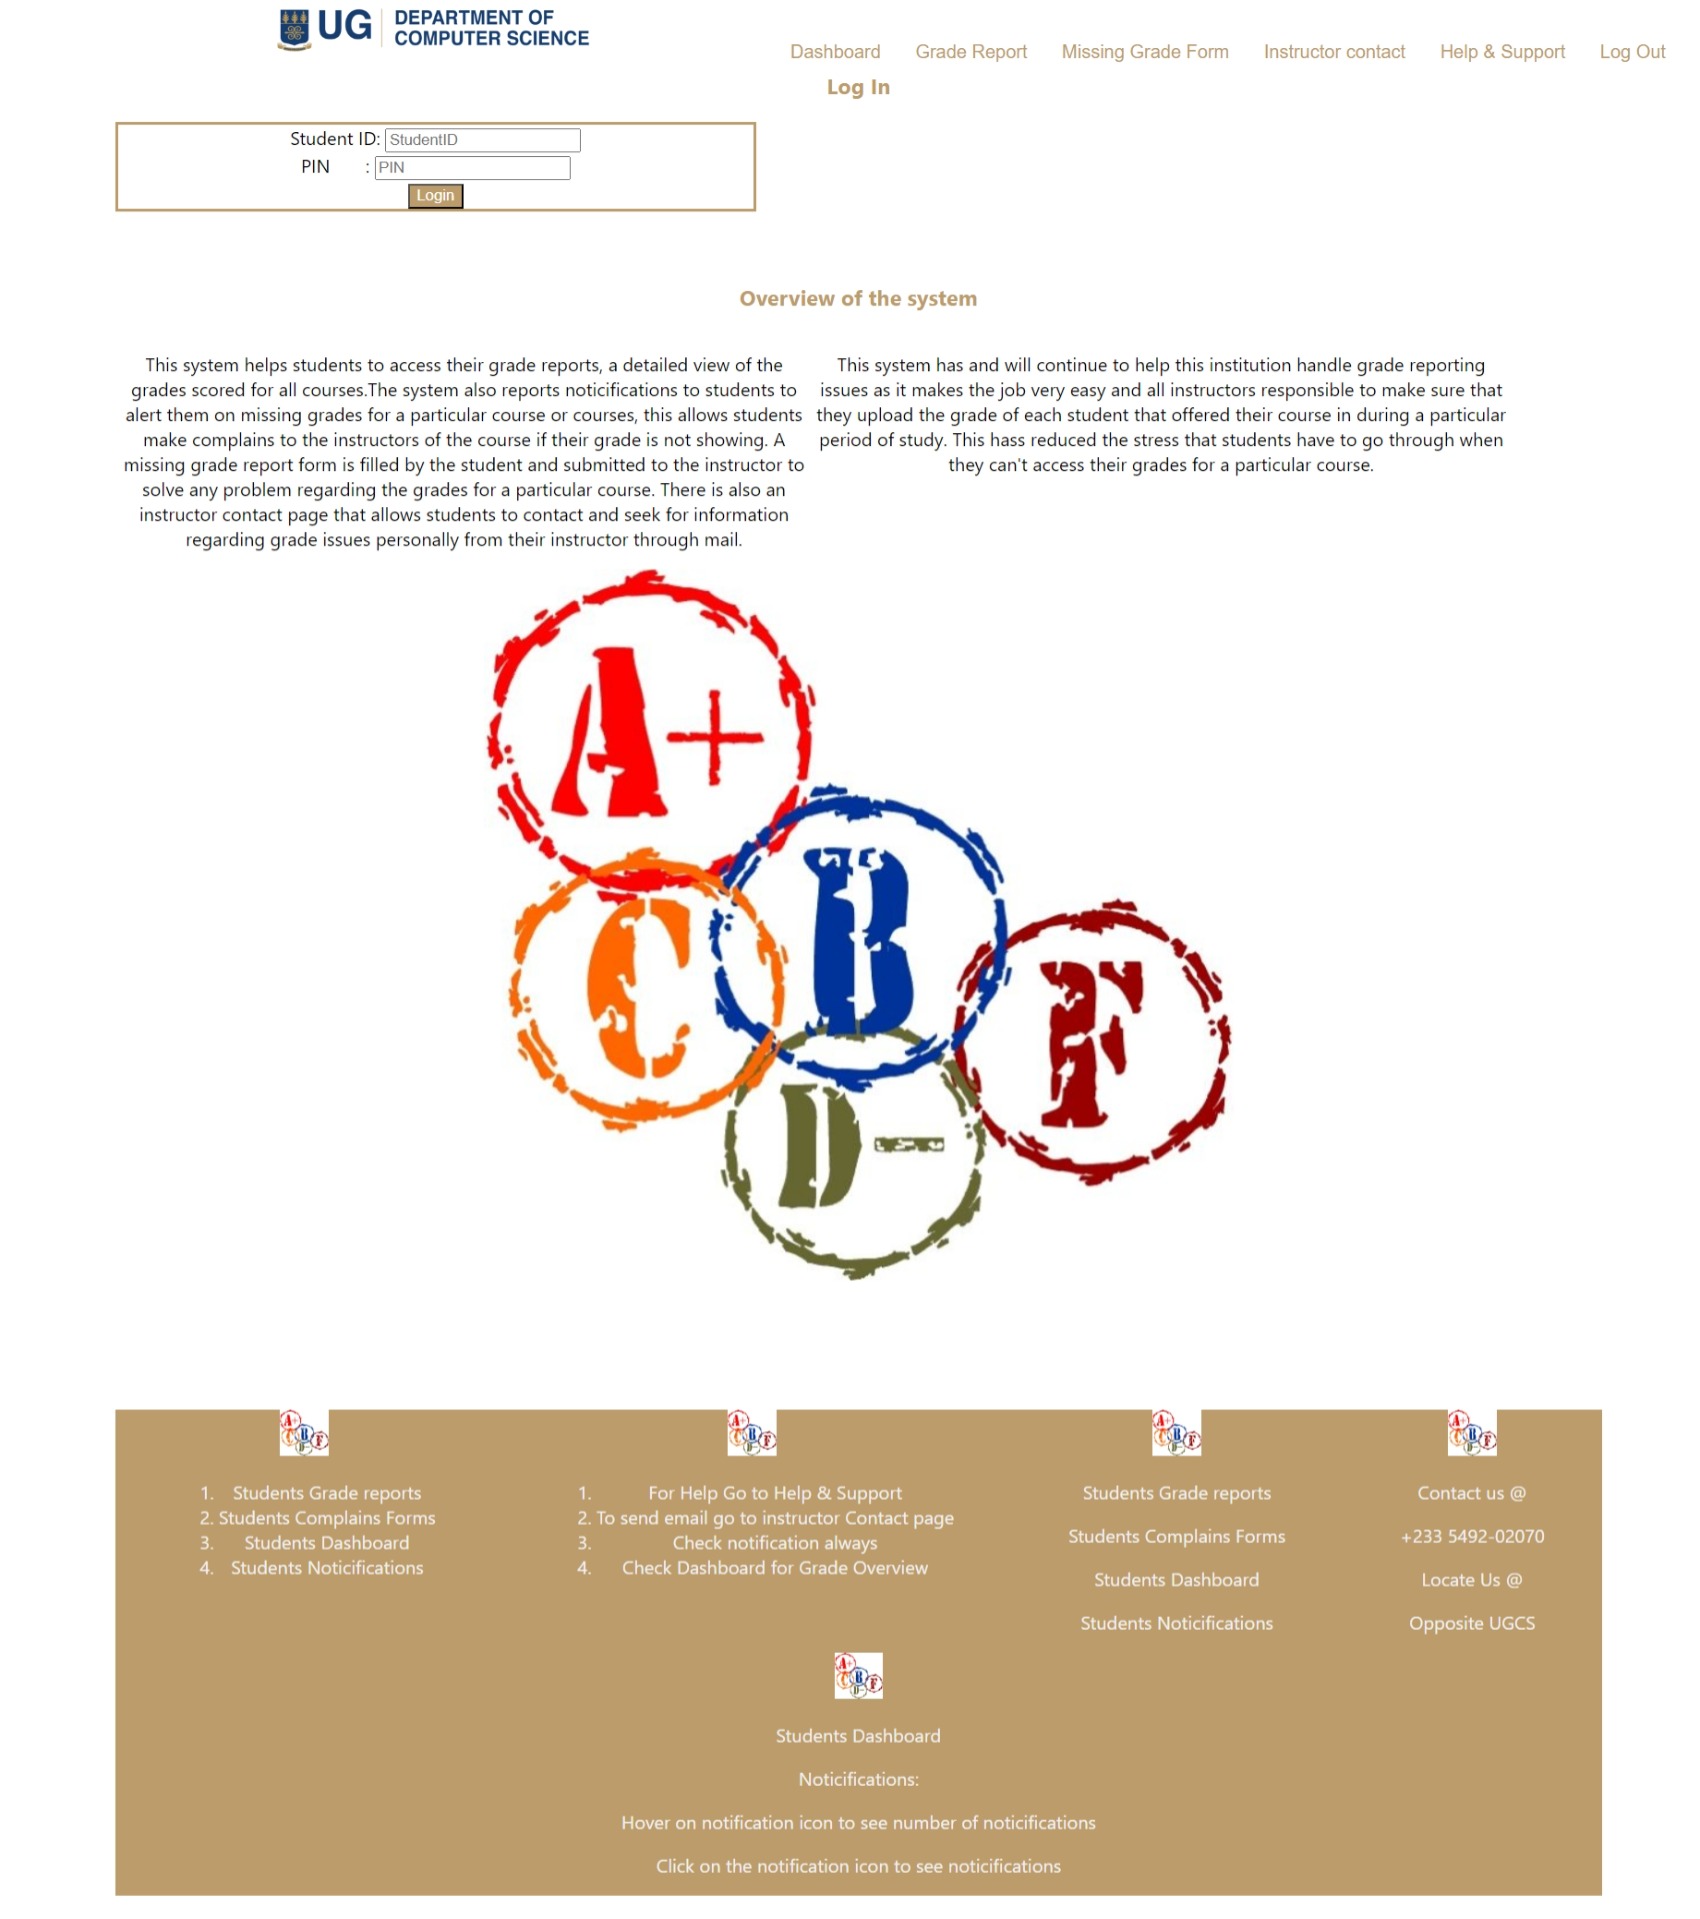 UG
DEPARTMENT OF
COMPUTER SCIENCE
Dashboard
Grade Report
Missing Grade Form
Instructor contact
Help & Support
Log Out
Log In
Student ID: StudentID
PIN : PIN
Login
Overview of the system
This system helps students to access their grade reports, a detailed view of the
grades scored for all courses.The system also reports noticifications to students to
alert them on missing grades for a particular course or courses, this allows students
make complains to the instructors of the course if their grade is not showing. A
missing grade report form is filled by the student and submitted to the instructor to
solve any problem regarding the grades for a particular course. There is also an
instructor contact page that allows students to contact and seek for information
regarding grade issues personally from their instructor through mail.
This system has and will continue to help this institution handle grade reporting
issues as it makes the job very easy and all instructors responsible to make sure that
they upload the grade of each student that offered their course in during a particular
period of study. This hass reduced the stress that students have to go through when
they can't access their grades for a particular course.
A+
B
C
F
D-
A+
C B F
D-
1. Students Grade reports
2. Students Complains Forms
3. Students Dashboard
4. Students Noticifications
A+
C B F
D-
1. For Help Go to Help & Support
2. To send email go to instructor Contact page
3. Check notification always
4. Check Dashboard for Grade Overview
A+
C B F
D-
Students Grade reports
Students Complains Forms
Students Dashboard
Students Noticifications
A+
C B F
D-
Contact us @
+233 5492-02070
Locate Us @
Opposite UGCS
A+
C B F
D-
Students Dashboard
Noticifications:
Hover on notification icon to see number of noticifications
Click on the notification icon to see noticifications